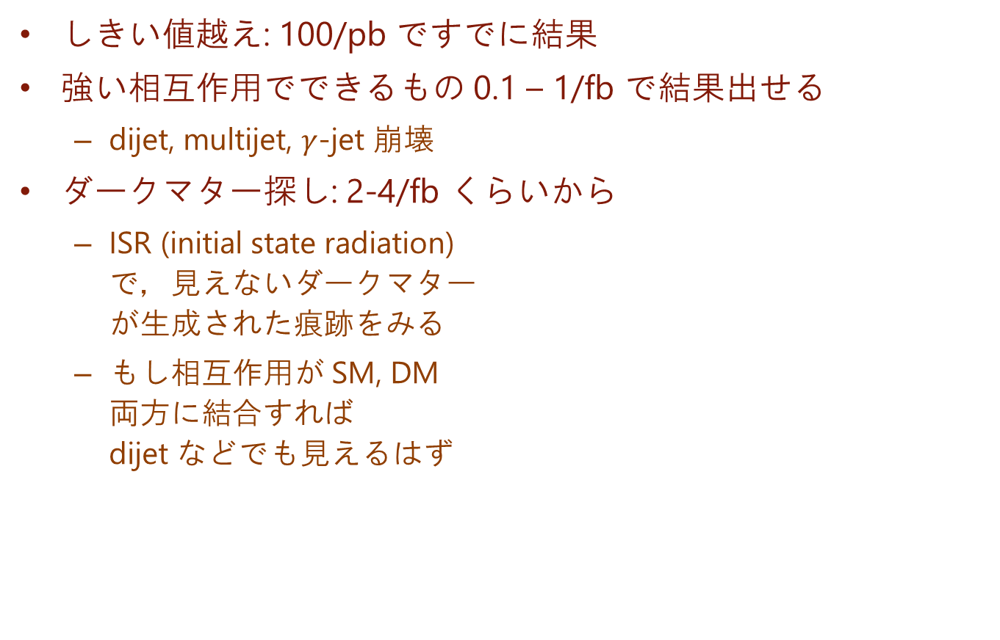 • しきい値越え: 100/pb ですでに結果
• 強い相互作用でできるもの 0.1 – 1/fb で結果出せる
– dijet, multijet, γ-jet 崩壊
• ダークマター探し: 2-4/fb くらいから
– ISR (initial state radiation)
で， 見えないダークマター
が生成された痕跡をみる
– もし相互作用が SM, DM
両方に結合すれば
dijet などでも見えるはず